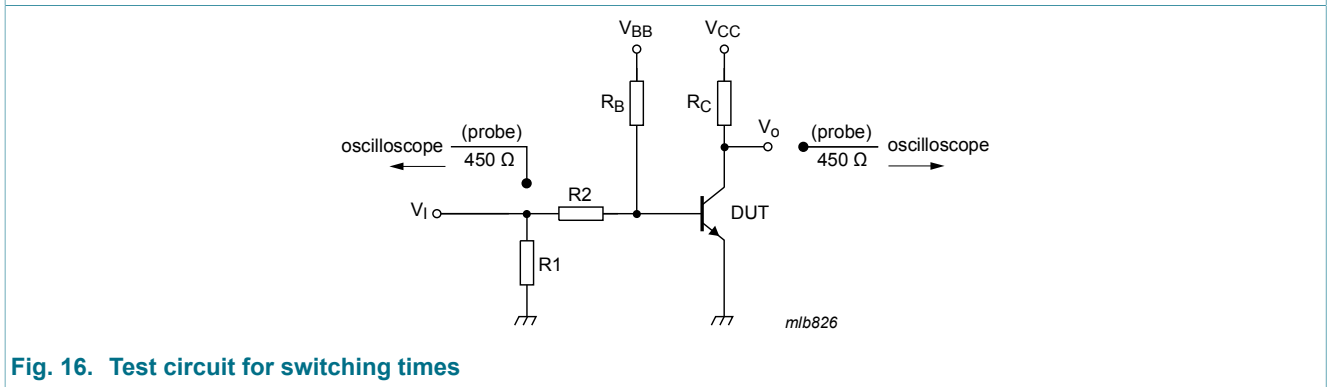 VBB
VCC
RB
RC
Vo
(probe)
450 Ω
oscilloscope
(probe)
450 Ω
oscilloscope
R2
VI
DUT
R1
mlb826
Fig. 16. Test circuit for switching times